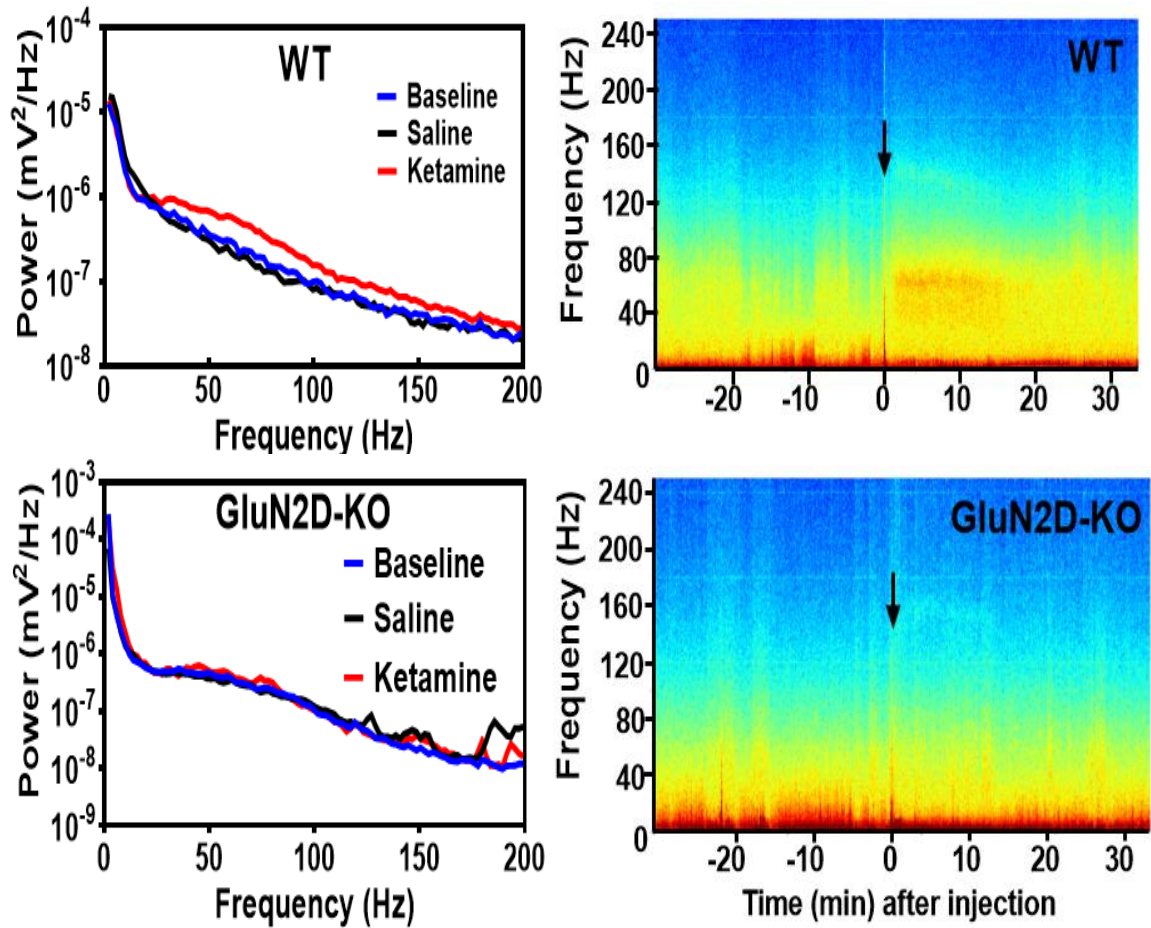 WT
Baseline
Saline
Ketamine
Power (mV²/Hz)
10⁻⁴
10⁻⁵
10⁻⁶
10⁻⁷
10⁻⁸
0 50 100 150 200
Frequency (Hz)
WT
Frequency (Hz)
240
200
160
120
80
40
0
-20 -10 0 10 20 30
GluN2D-KO
Baseline
Saline
Ketamine
Power (mV²/Hz)
10⁻³
10⁻⁴
10⁻⁵
10⁻⁶
10⁻⁷
10⁻⁸
10⁻⁹
0 50 100 150 200
Frequency (Hz)
GluN2D-KO
Frequency (Hz)
240
200
160
120
80
40
0
-20 -10 0 10 20 30
Time (min) after injection